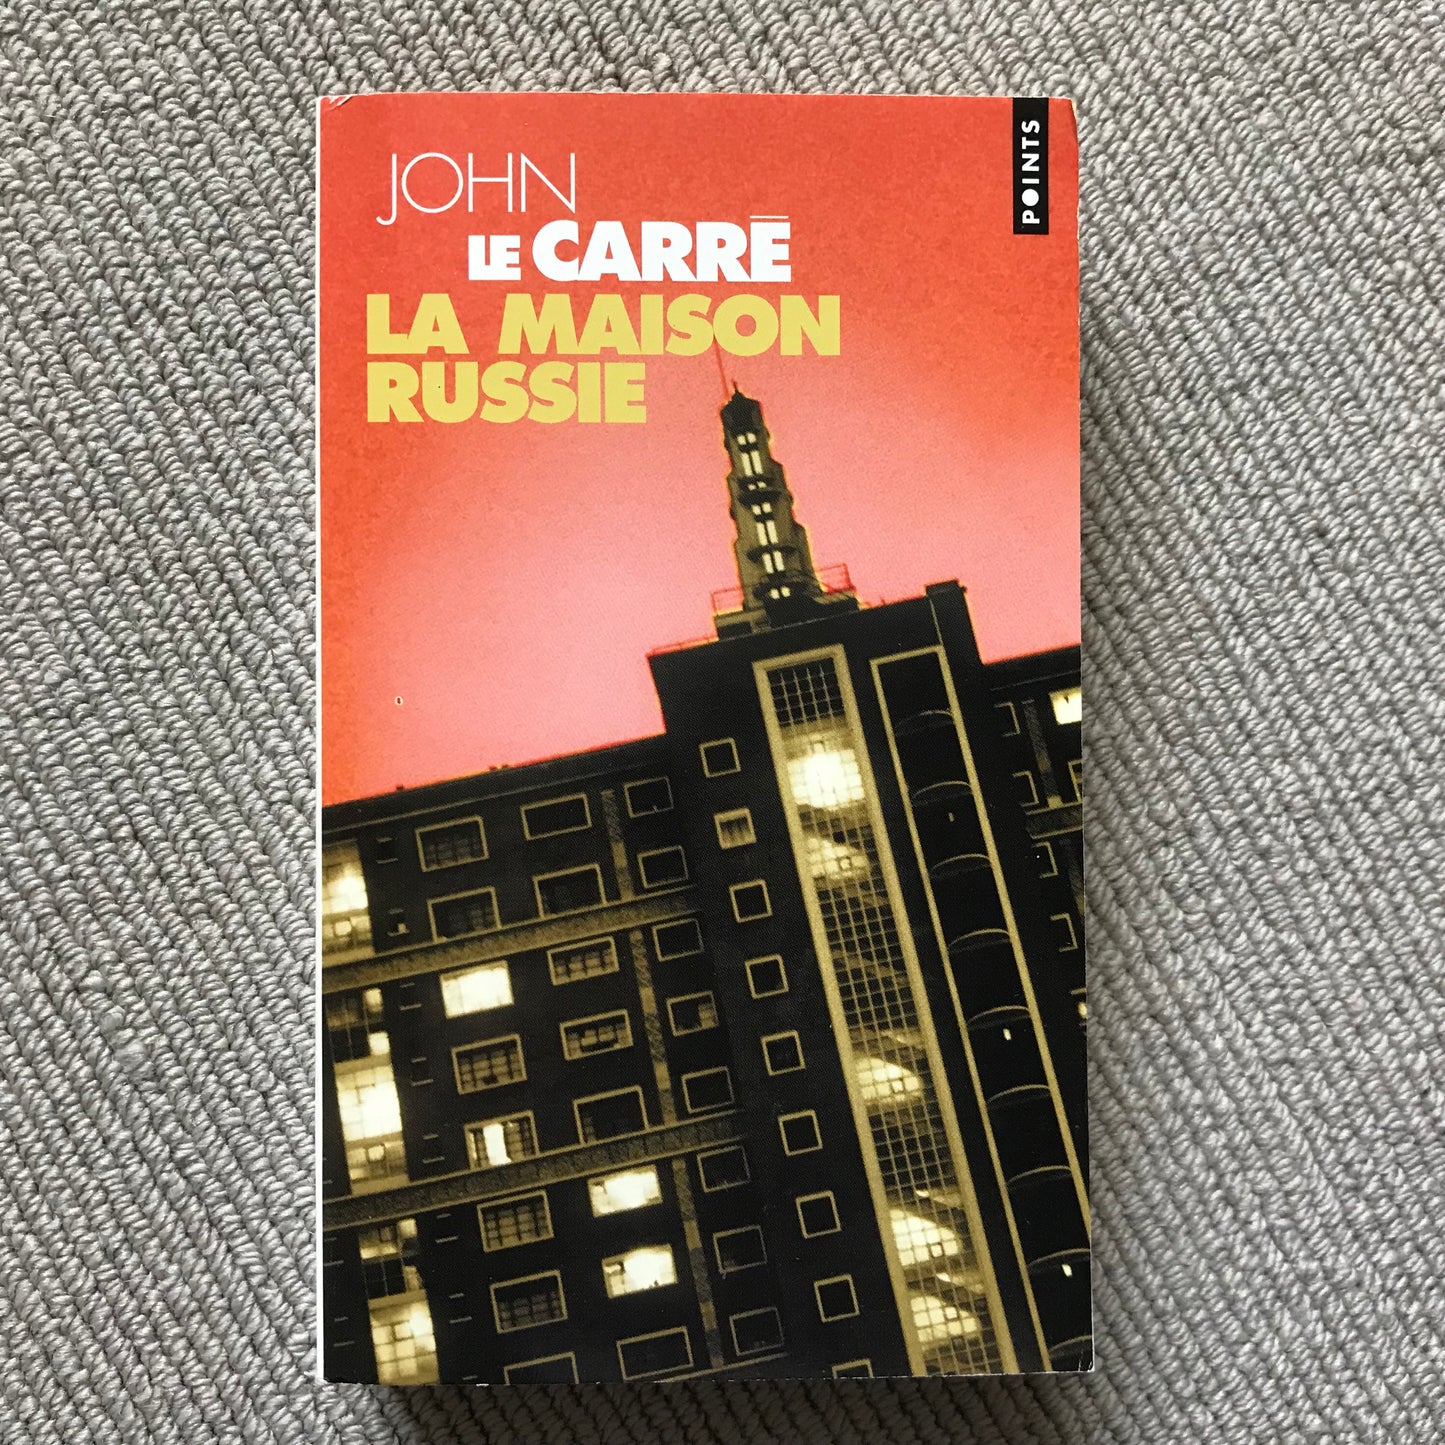 JOHN
LE CARRÉ
LA MAISON
RUSSIE
POINTS